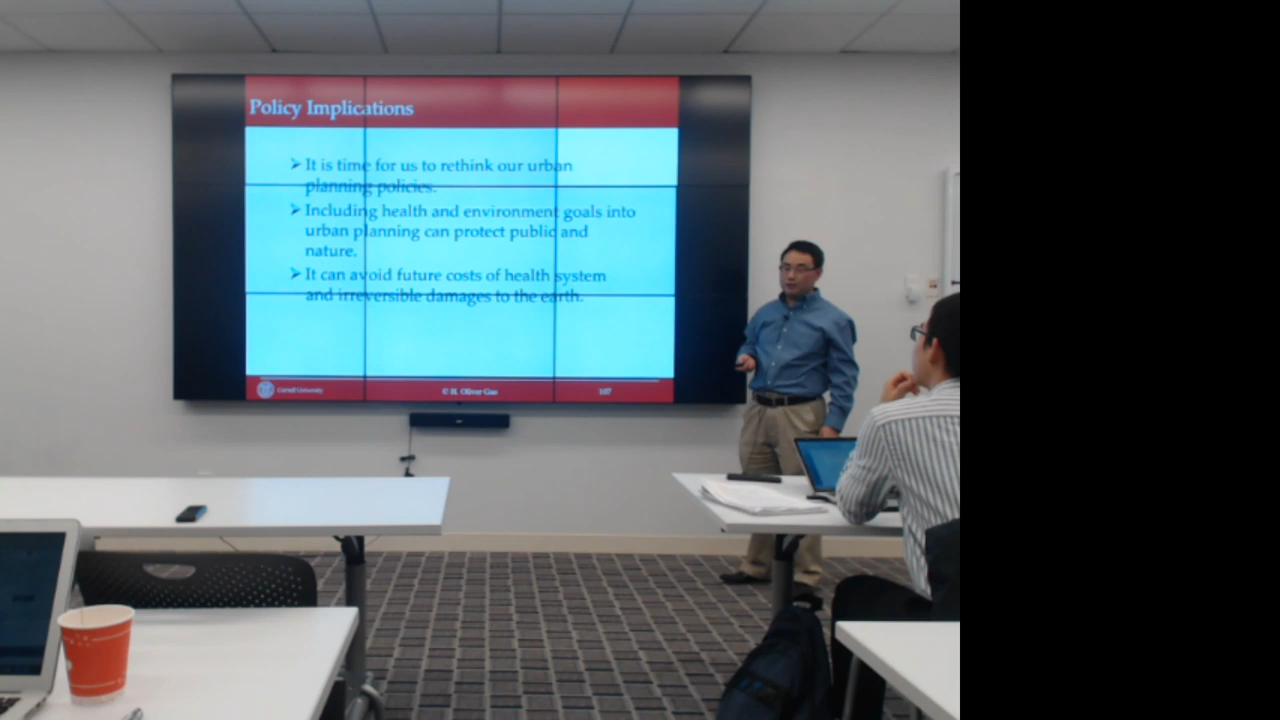 Policy Implications
➢ It is time for us to rethink our urban
planning policies.
➢ Including health and environment goals into
urban planning can protect public and
nature.
➢ It can avoid future costs of health system
and irreversible damages to the earth.
Cornell University
© H. Oliver Gao
107